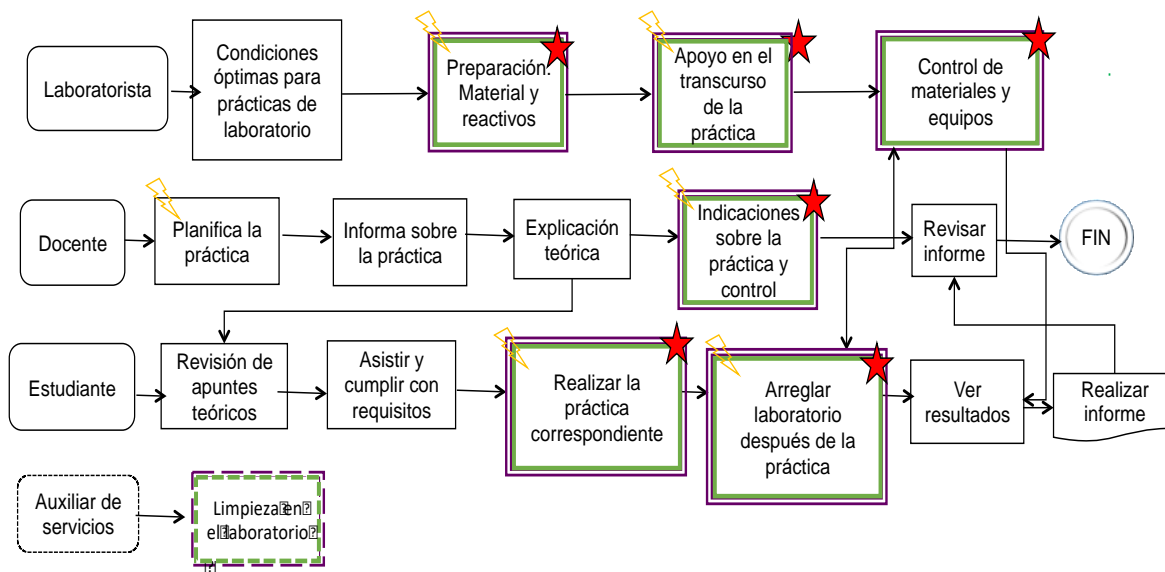 Laboratorista
Condiciones
óptimas para
prácticas de
laboratorio
Preparación:
Material y
reactivos
Apoyo en el
transcurso
de la
práctica
Control de
materiales y
equipos
Docente
Planifica la
práctica
Informa sobre
la práctica
Explicación
teórica
Indicaciones
sobre la
práctica y
control
Revisar
informe
FIN
Estudiante
Revisión de
apuntes
teóricos
Asistir y
cumplir con
requisitos
Realizar la
práctica
correspondiente
Arreglar
laboratorio
después de la
práctica
Ver
resultados
Realizar
informe
Auxiliar de
servicios
Limpieza en
el laboratorio